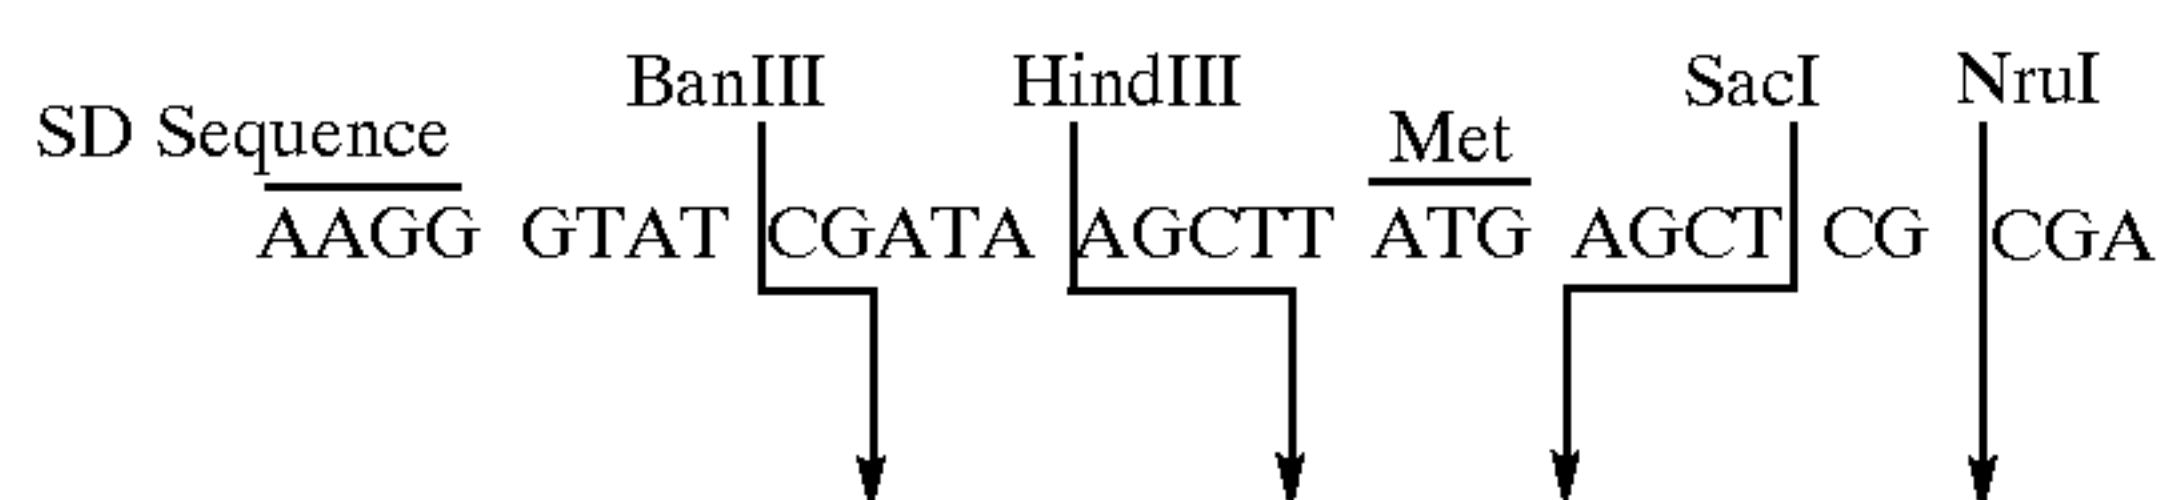 BanIII HindIII SacI NruI
SD Sequence Met
AAGG GTAT CGATA AGCTT ATG AGCT CG CGA